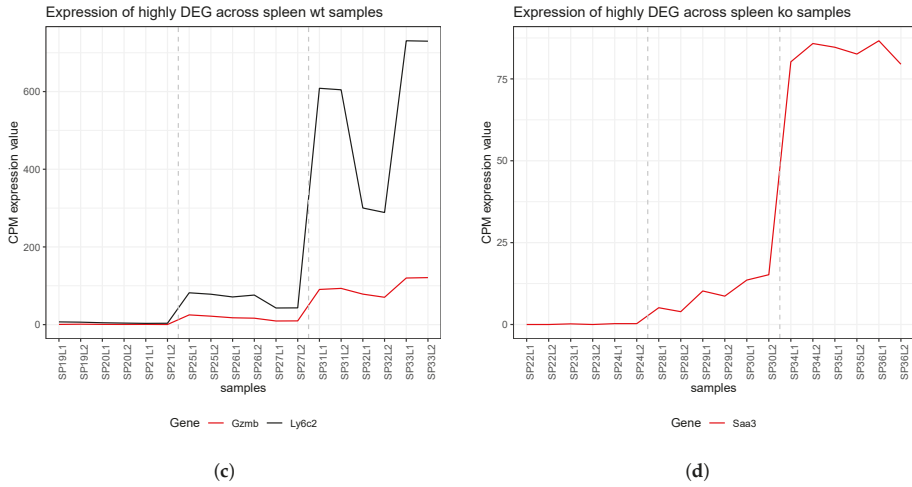 Expression of highly DEG across spleen wt samples
CPM expression value
600
400
200
0
SP19L1
SP19L2
SP20L1
SP20L2
SP21L1
SP21L2
SP25L1
SP25L2
SP26L1
SP26L2
SP27L1
SP27L2
SP31L1
SP31L2
SP32L1
SP32L2
SP33L1
SP33L2
samples
Gene Gzmb Ly6c2
(c)
Expression of highly DEG across spleen ko samples
CPM expression value
75
50
25
0
SP22L1
SP22L2
SP23L1
SP23L2
SP24L1
SP24L2
SP28L1
SP28L2
SP29L1
SP29L2
SP30L1
SP30L2
SP34L1
SP34L2
SP35L1
SP35L2
SP36L1
SP36L2
samples
Gene Saa3
(d)